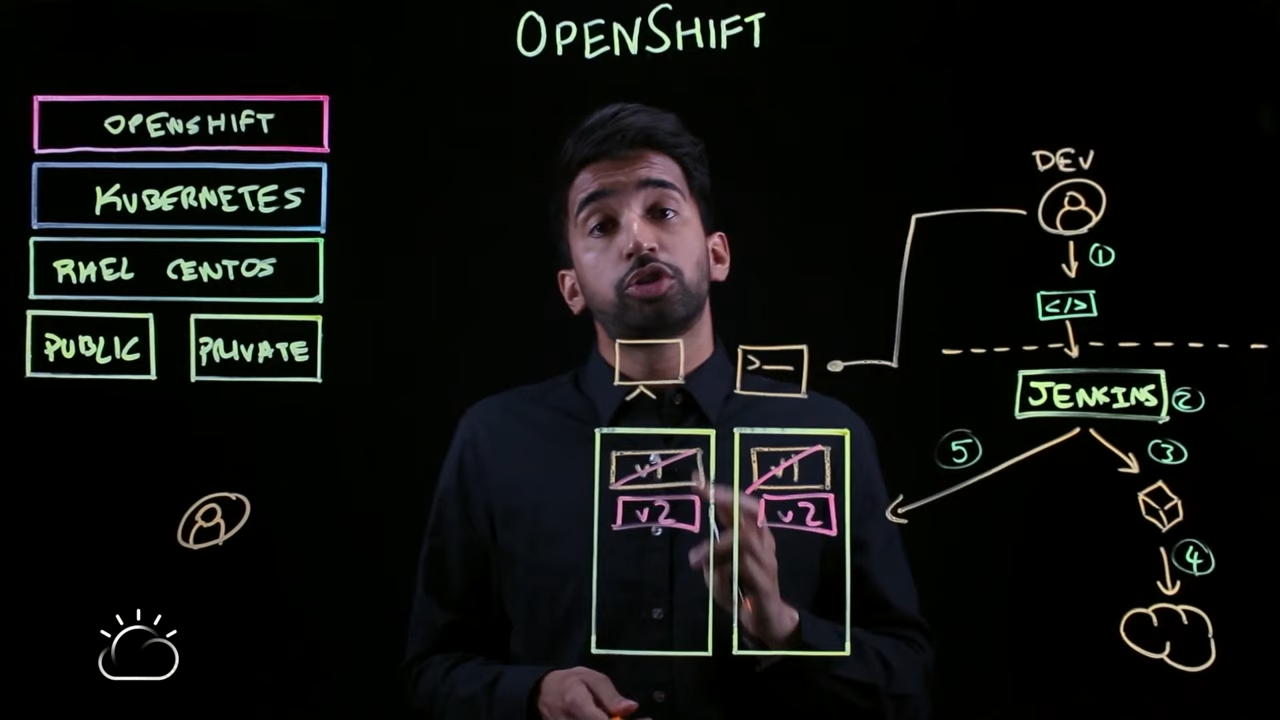 OPENSHIFT
OPENSHIFT
KUBERNETES
RHEL CENTOS
PUBLIC PRIVATE
DEV
1
</>
>—
JENKINS 2
v1 v1
v2 v2
5
3
4